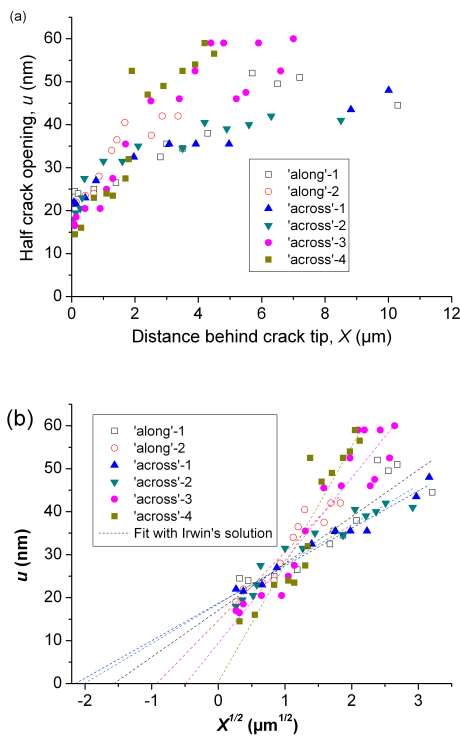 (a)
60
50
40
30
20
10
0
Half crack opening, u (nm)
'along'-1
'along'-2
'across'-1
'across'-2
'across'-3
'across'-4
0 2 4 6 8 10 12
Distance behind crack tip, X (μm)
(b)
60
50
40
30
20
10
0
u (nm)
'along'-1
'along'-2
'across'-1
'across'-2
'across'-3
'across'-4
Fit with Irwin's solution
-2 -1 0 1 2 3
X1/2 (μm1/2)